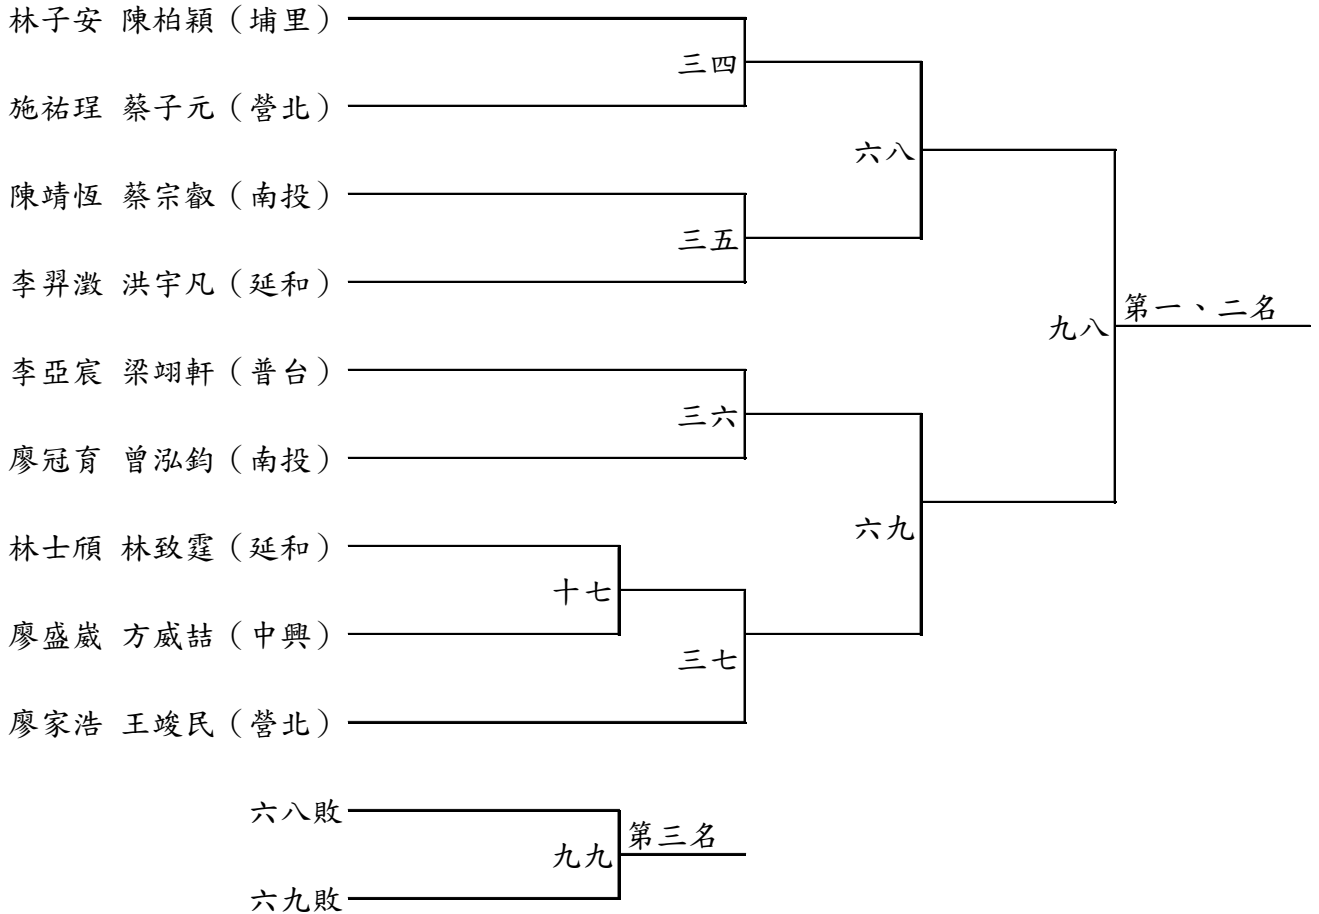 林子安 陳柏穎（埔里）
三四
施祐珵 蔡子元（營北）
六八
陳靖恆 蔡宗叡（南投）
三五
李羿澂 洪宇凡（延和）
第一、二名
九八
李亞宸 梁翊軒（普台）
三六
廖冠育 曾泓鈞（南投）
六九
林士頎 林致霆（延和）
十七
廖盛崴 方威喆（中興）
三七
廖家浩 王竣民（營北）
六八敗
第三名
九九
六九敗